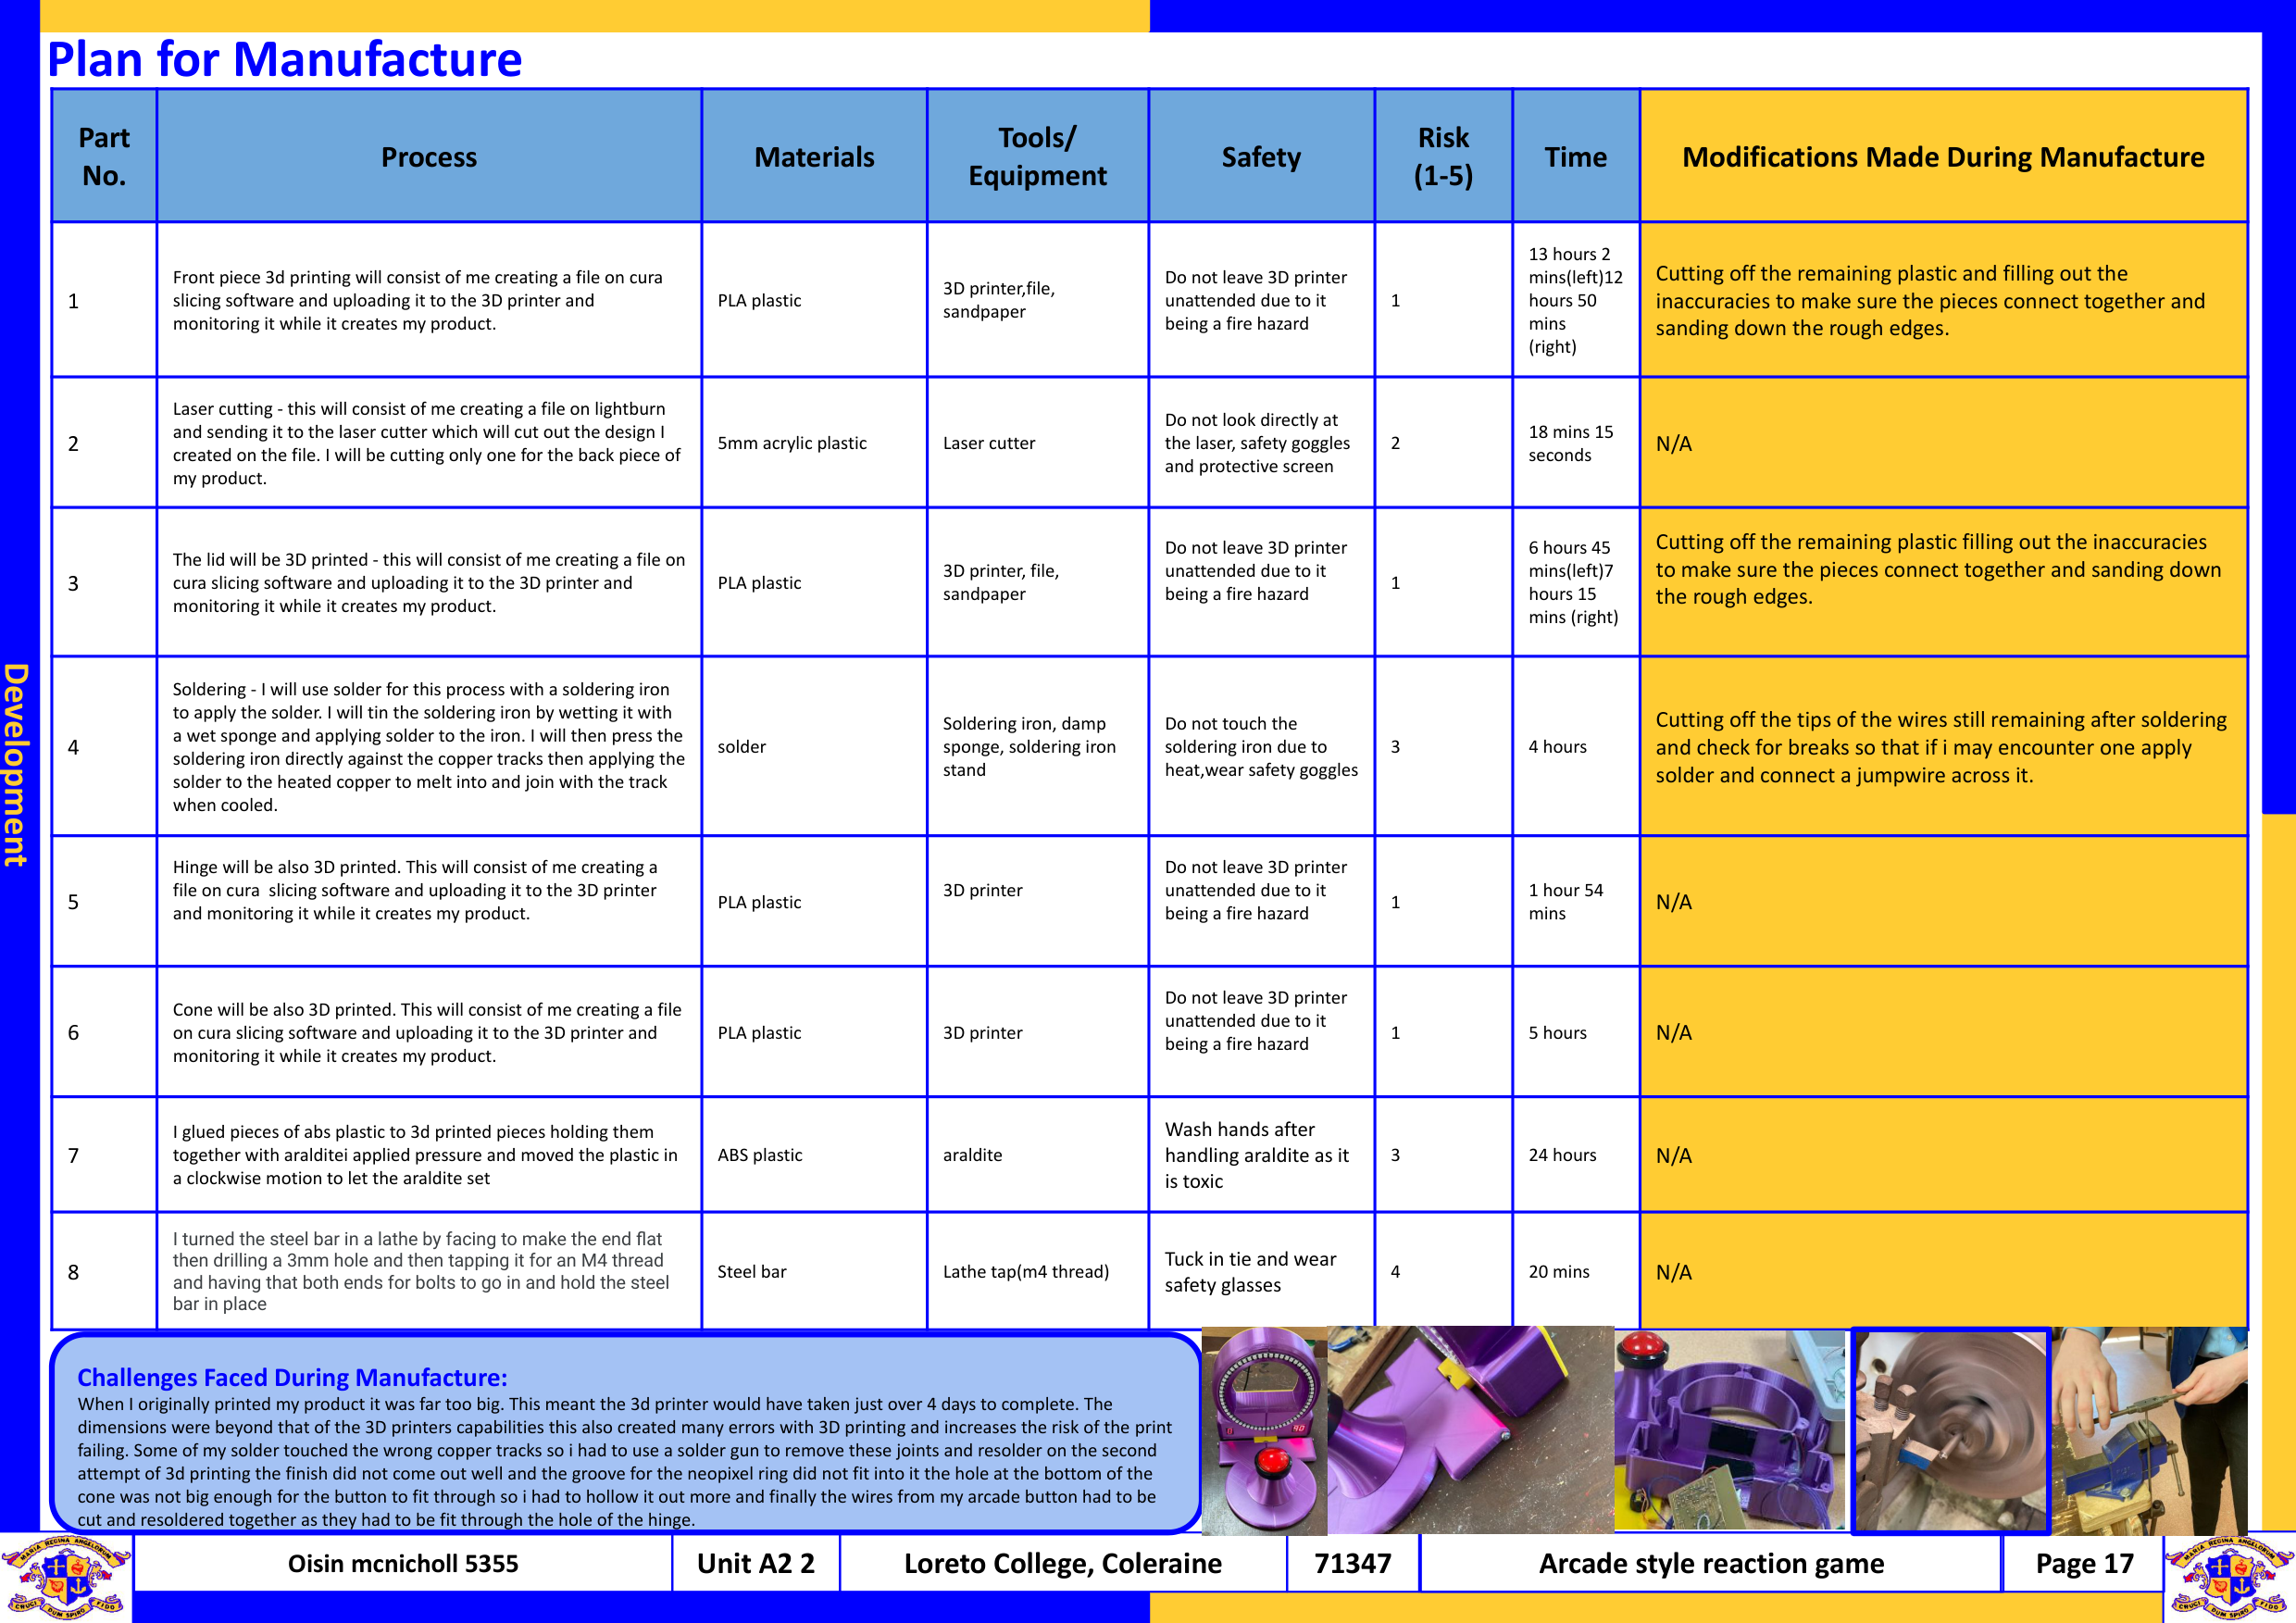 Plan for Manufacture
Part
No.
Process
Materials
Tools/
Equipment
Safety
Risk
(1-5)
Time
Modifications Made During Manufacture
1
Front piece 3d printing will consist of me creating a file on cura
slicing software and uploading it to the 3D printer and
monitoring it while it creates my product.
PLA plastic
3D printer,file,
sandpaper
Do not leave 3D printer
unattended due to it
being a fire hazard
1
13 hours 2
mins(left)12
hours 50
mins
(right)
Cutting off the remaining plastic and filling out the
inaccuracies to make sure the pieces connect together and
sanding down the rough edges.
2
Laser cutting - this will consist of me creating a file on lightburn
and sending it to the laser cutter which will cut out the design I
created on the file. I will be cutting only one for the back piece of
my product.
5mm acrylic plastic
Laser cutter
Do not look directly at
the laser, safety goggles
and protective screen
2
18 mins 15
seconds
N/A
3
The lid will be 3D printed - this will consist of me creating a file on
cura slicing software and uploading it to the 3D printer and
monitoring it while it creates my product.
PLA plastic
3D printer, file,
sandpaper
Do not leave 3D printer
unattended due to it
being a fire hazard
1
6 hours 45
mins(left)7
hours 15
mins (right)
Cutting off the remaining plastic filling out the inaccuracies
to make sure the pieces connect together and sanding down
the rough edges.
4
Soldering - I will use solder for this process with a soldering iron
to apply the solder. I will tin the soldering iron by wetting it with
a wet sponge and applying solder to the iron. I will then press the
soldering iron directly against the copper tracks then applying the
solder to the heated copper to melt into and join with the track
when cooled.
solder
Soldering iron, damp
sponge, soldering iron
stand
Do not touch the
soldering iron due to
heat,wear safety goggles
3
4 hours
Cutting off the tips of the wires still remaining after soldering
and check for breaks so that if i may encounter one apply
solder and connect a jumpwire across it.
5
Hinge will be also 3D printed. This will consist of me creating a
file on cura  slicing software and uploading it to the 3D printer
and monitoring it while it creates my product.
PLA plastic
3D printer
Do not leave 3D printer
unattended due to it
being a fire hazard
1
1 hour 54
mins
N/A
6
Cone will be also 3D printed. This will consist of me creating a file
on cura slicing software and uploading it to the 3D printer and
monitoring it while it creates my product.
PLA plastic
3D printer
Do not leave 3D printer
unattended due to it
being a fire hazard
1
5 hours
N/A
7
I glued pieces of abs plastic to 3d printed pieces holding them
together with aralditei applied pressure and moved the plastic in
a clockwise motion to let the araldite set
ABS plastic
araldite
Wash hands after
handling araldite as it
is toxic
3
24 hours
N/A
8
I turned the steel bar in a lathe by facing to make the end flat
then drilling a 3mm hole and then tapping it for an M4 thread
and having that both ends for bolts to go in and hold the steel
bar in place
Steel bar
Lathe tap(m4 thread)
Tuck in tie and wear
safety glasses
4
20 mins
N/A
Development
Challenges Faced During Manufacture:
When I originally printed my product it was far too big. This meant the 3d printer would have taken just over 4 days to complete. The
dimensions were beyond that of the 3D printers capabilities this also created many errors with 3D printing and increases the risk of the print
failing. Some of my solder touched the wrong copper tracks so i had to use a solder gun to remove these joints and resolder on the second
attempt of 3d printing the finish did not come out well and the groove for the neopixel ring did not fit into it the hole at the bottom of the
cone was not big enough for the button to fit through so i had to hollow it out more and finally the wires from my arcade button had to be
cut and resoldered together as they had to be fit through the hole of the hinge.
MARIA REGINA ANGELORUM
CRUCI DUM SPIRO FIDO
Oisin mcnicholl 5355
Unit A2 2
Loreto College, Coleraine
71347
Arcade style reaction game
Page 17
MARIA REGINA ANGELORUM
CRUCI DUM SPIRO FIDO